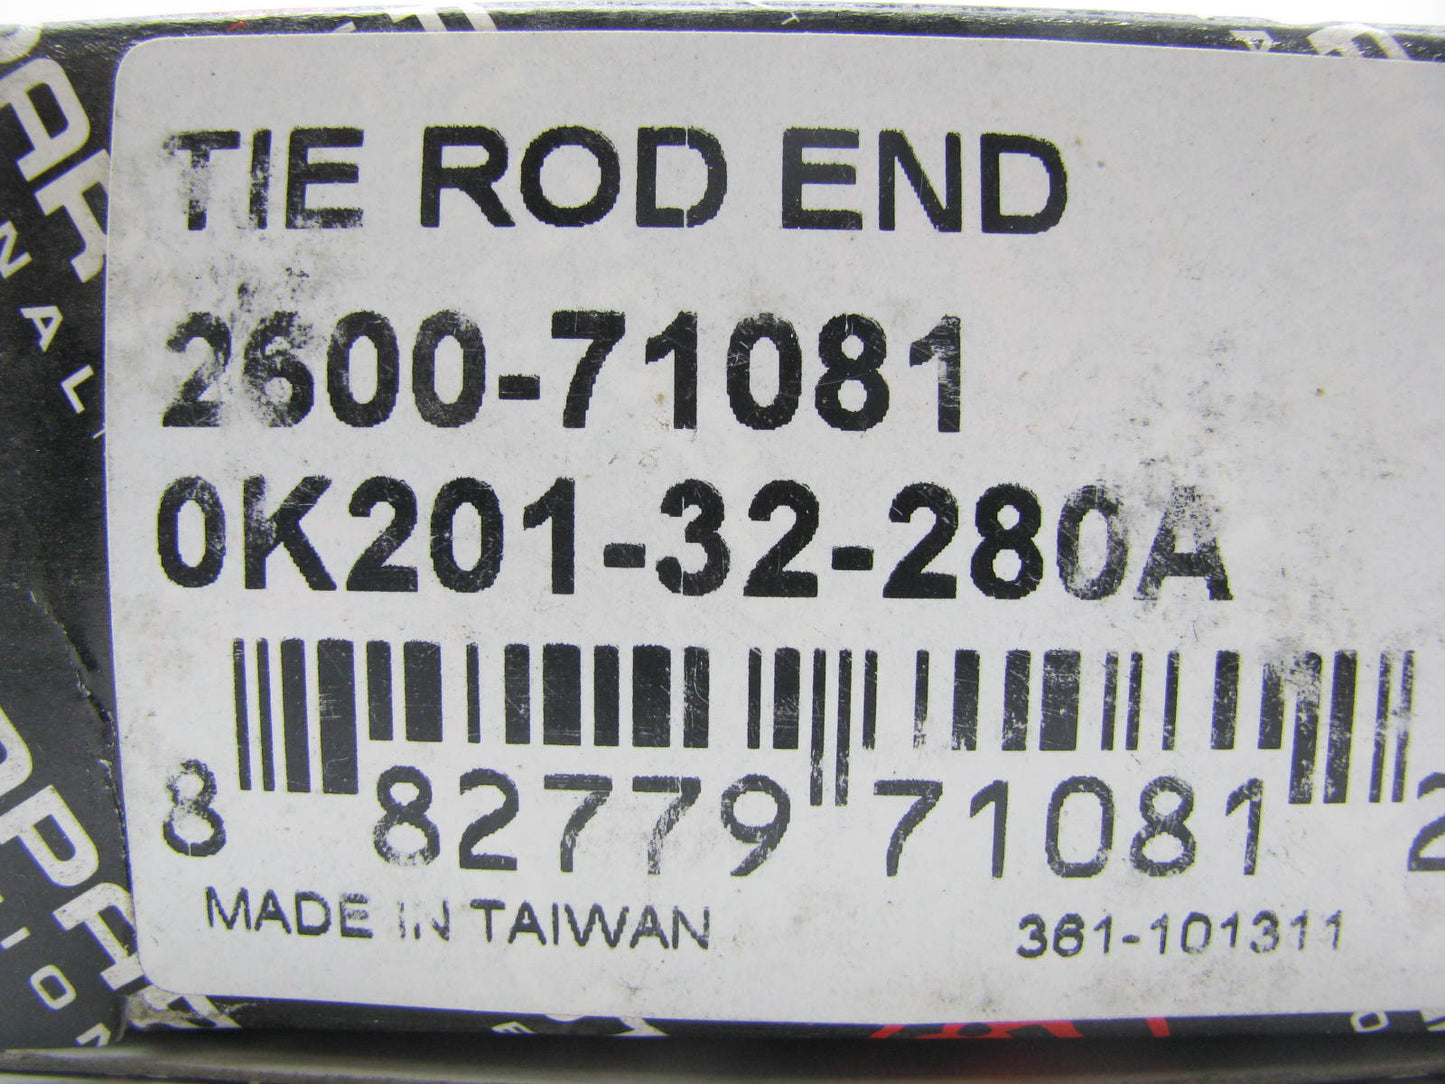 TIE ROD END
2600-71081
0K201-32-280A
8 82779 71081 2
MADE IN TAIWAN
361-101311